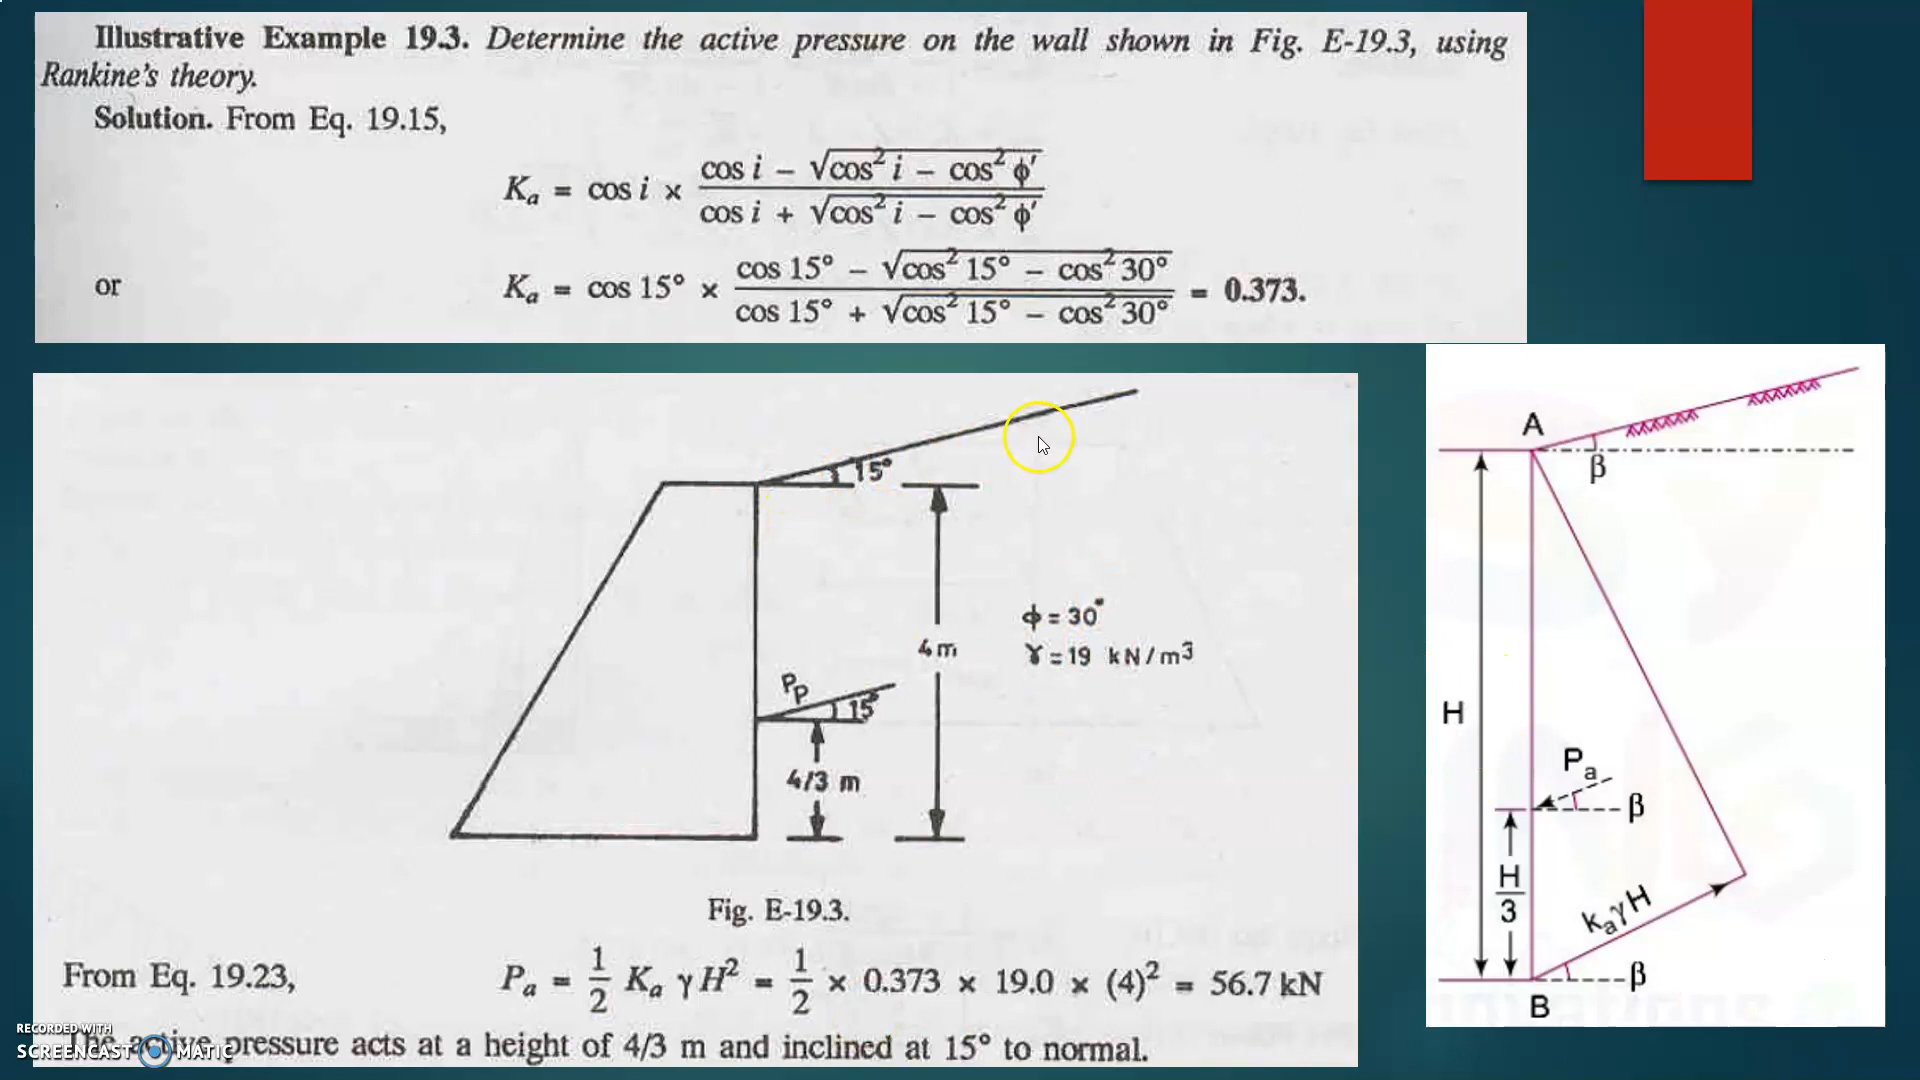 Illustrative Example 19.3. Determine the active pressure on the wall shown in Fig. E-19.3, using
Rankine's theory.
Solution. From Eq. 19.15,
Kₐ = cos i × (cos i − √cos² i − cos² ϕ′) / (cos i + √cos² i − cos² ϕ′)
or Kₐ = cos 15° × (cos 15° − √cos² 15° − cos² 30°) / (cos 15° + √cos² 15° − cos² 30°) = 0.373.
15°
4 m
ϕ = 30°
γ = 19 kN/m³
Pp
15°
4/3 m
Fig. E-19.3.
From Eq. 19.23, Pₐ = 1/2 Kₐ γ H² = 1/2 × 0.373 × 19.0 × (4)² = 56.7 kN
The active pressure acts at a height of 4/3 m and inclined at 15° to normal.
A
β
H
Pₐ
β
H/3
kₐγH
β
B
RECORDED WITH
SCREENCAST MATIC